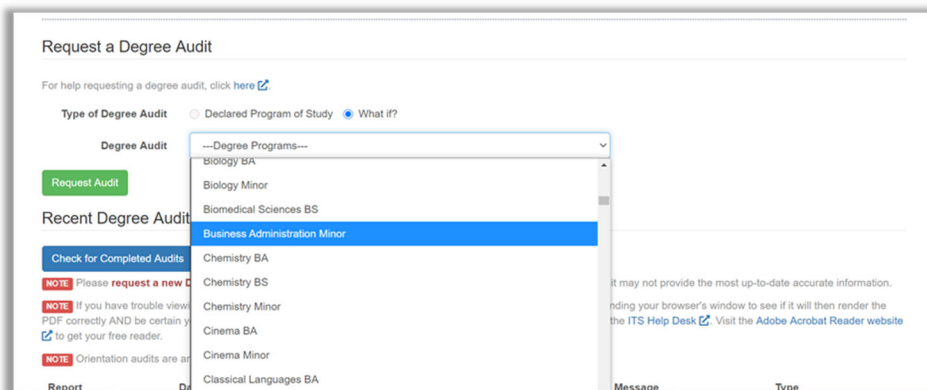 Request a Degree Audit
For help requesting a degree audit, click here.
Type of Degree Audit Declared Program of Study What if?
Degree Audit ---Degree Programs---
Biology BA
Request Audit
Biology Minor
Biomedical Sciences BS
Recent Degree Audit
Business Administration Minor
Check for Completed Audits
Chemistry BA
NOTE Please request a new D
Chemistry BS
it may not provide the most up-to-date accurate information.
NOTE If you have trouble viewi
Chemistry Minor
nding your browser's window to see if it will then render the
PDF correctly AND be certain y
Cinema BA
the ITS Help Desk. Visit the Adobe Acrobat Reader website
to get your free reader.
NOTE Orientation audits are an
Cinema Minor
Classical Languages BA
Report Da Message Type